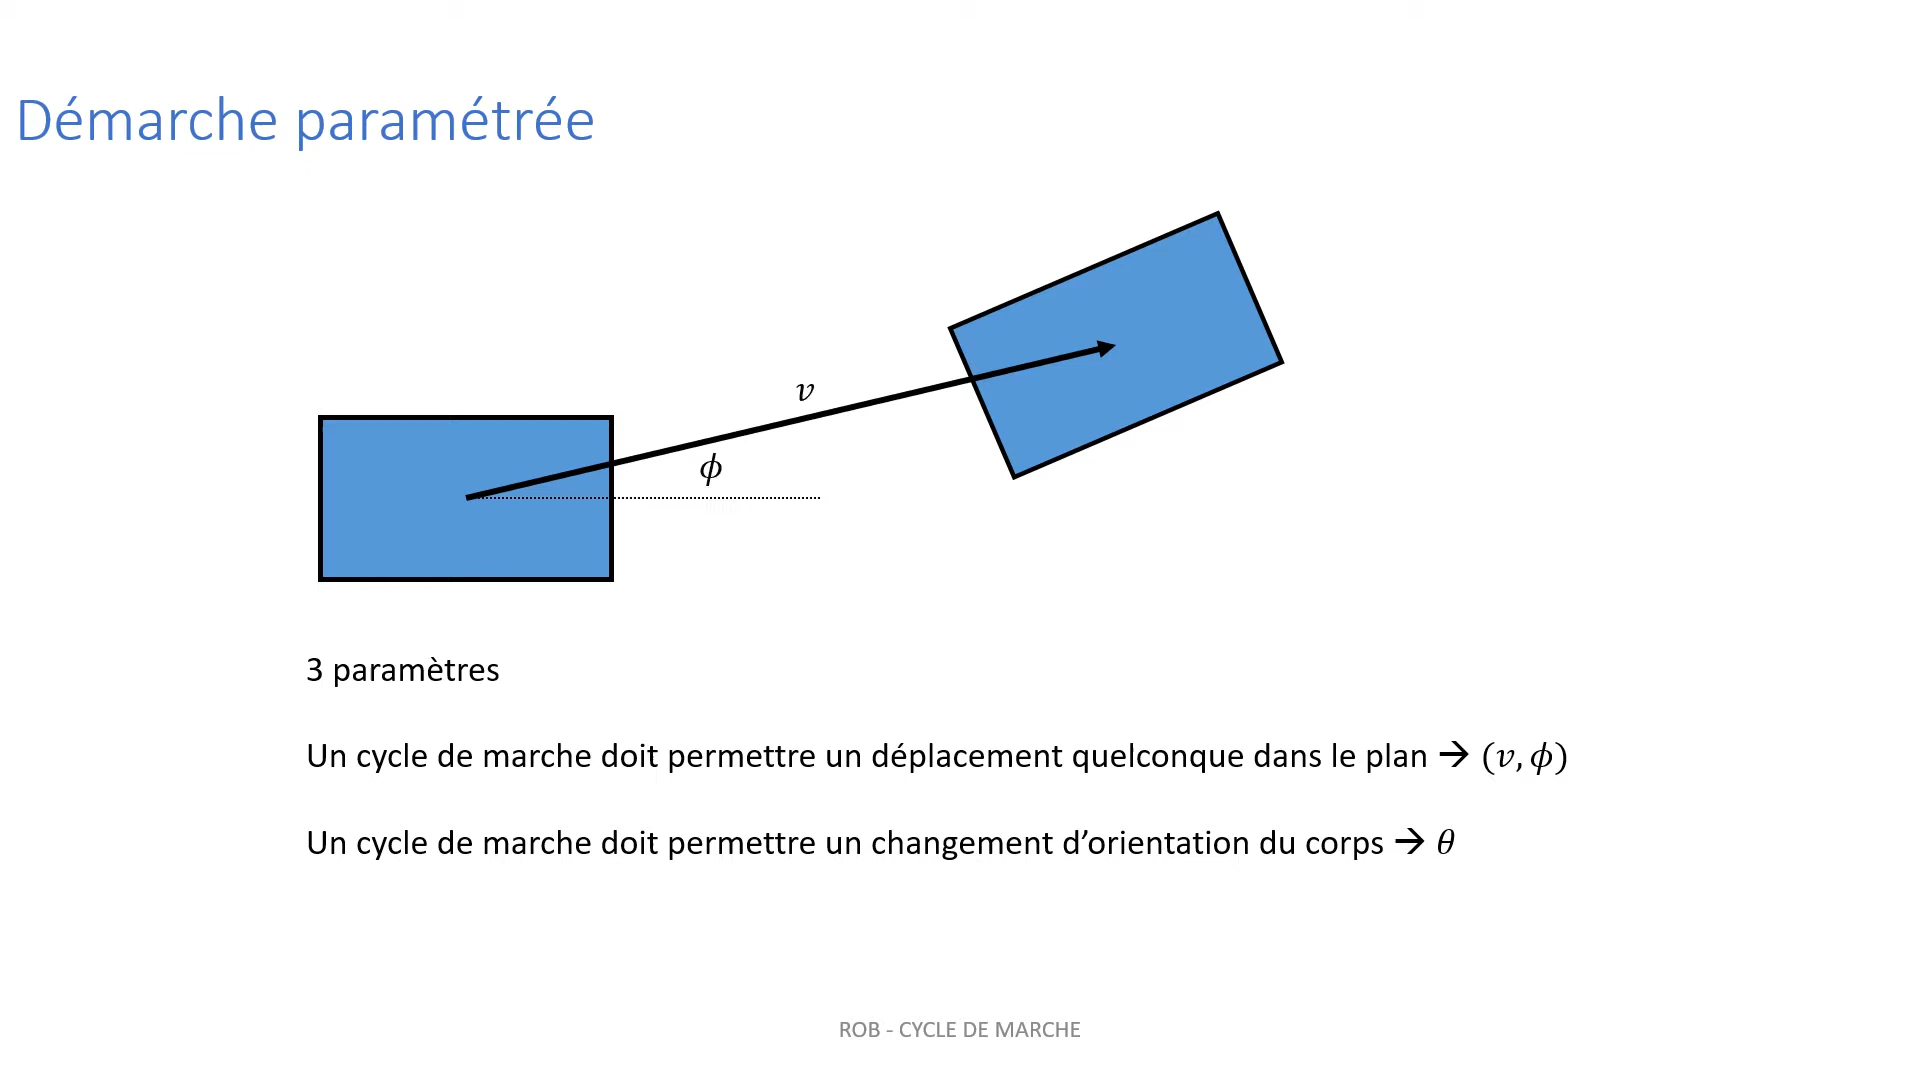 Démarche paramétrée
v
ϕ
3 paramètres
Un cycle de marche doit permettre un déplacement quelconque dans le plan → (v, ϕ)
Un cycle de marche doit permettre un changement d’orientation du corps → θ
ROB - CYCLE DE MARCHE